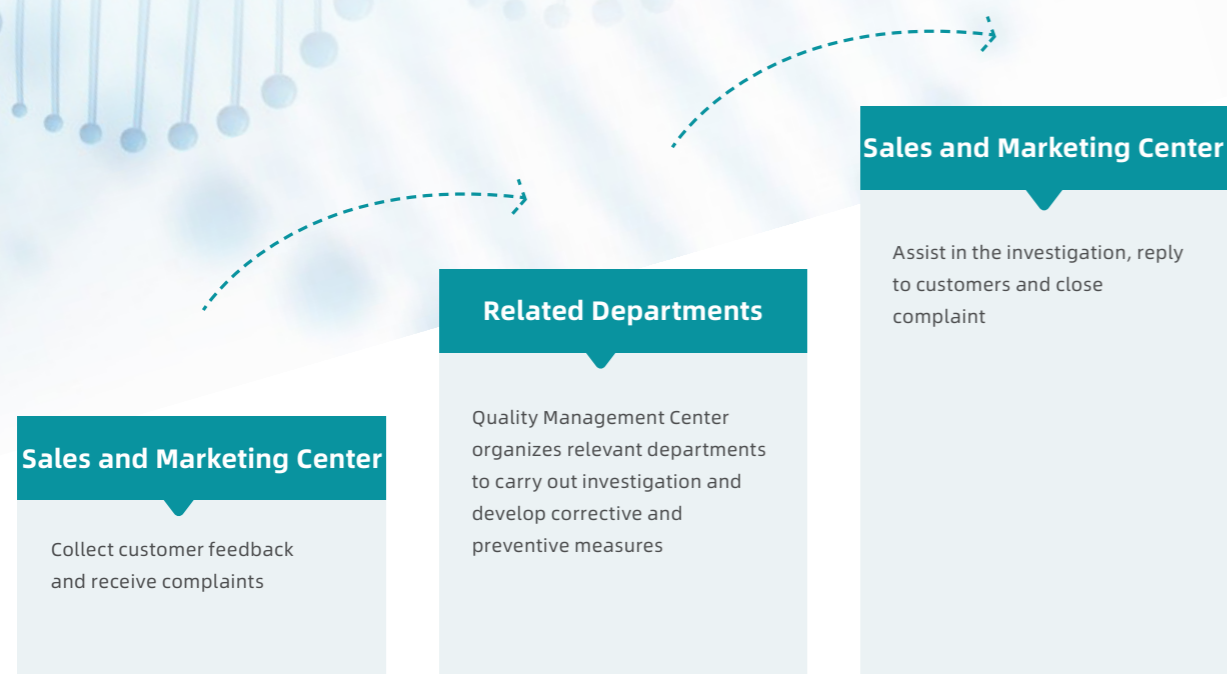 Sales and Marketing Center
Collect customer feedback
and receive complaints
Related Departments
Quality Management Center
organizes relevant departments
to carry out investigation and
develop corrective and
preventive measures
Sales and Marketing Center
Assist in the investigation, reply
to customers and close
complaint